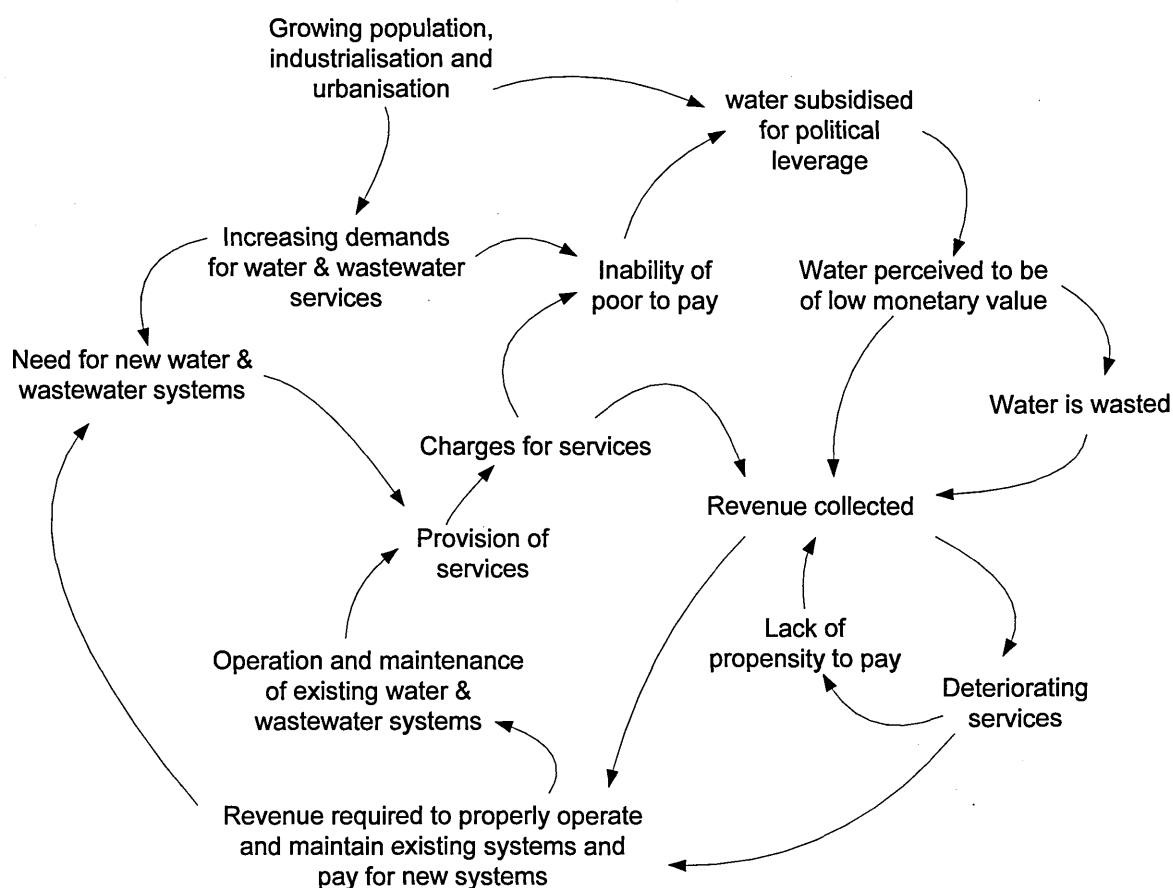 Growing population,
industrialisation and
urbanisation
water subsidised
for political
leverage
Increasing demands
for water & wastewater
services
Inability of
poor to pay
Water perceived to be
of low monetary value
Need for new water &
wastewater systems
Water is wasted
Charges for services
Revenue collected
Provision of
services
Lack of
propensity to pay
Operation and maintenance
of existing water &
wastewater systems
Deteriorating
services
Revenue required to properly operate
and maintain existing systems and
pay for new systems